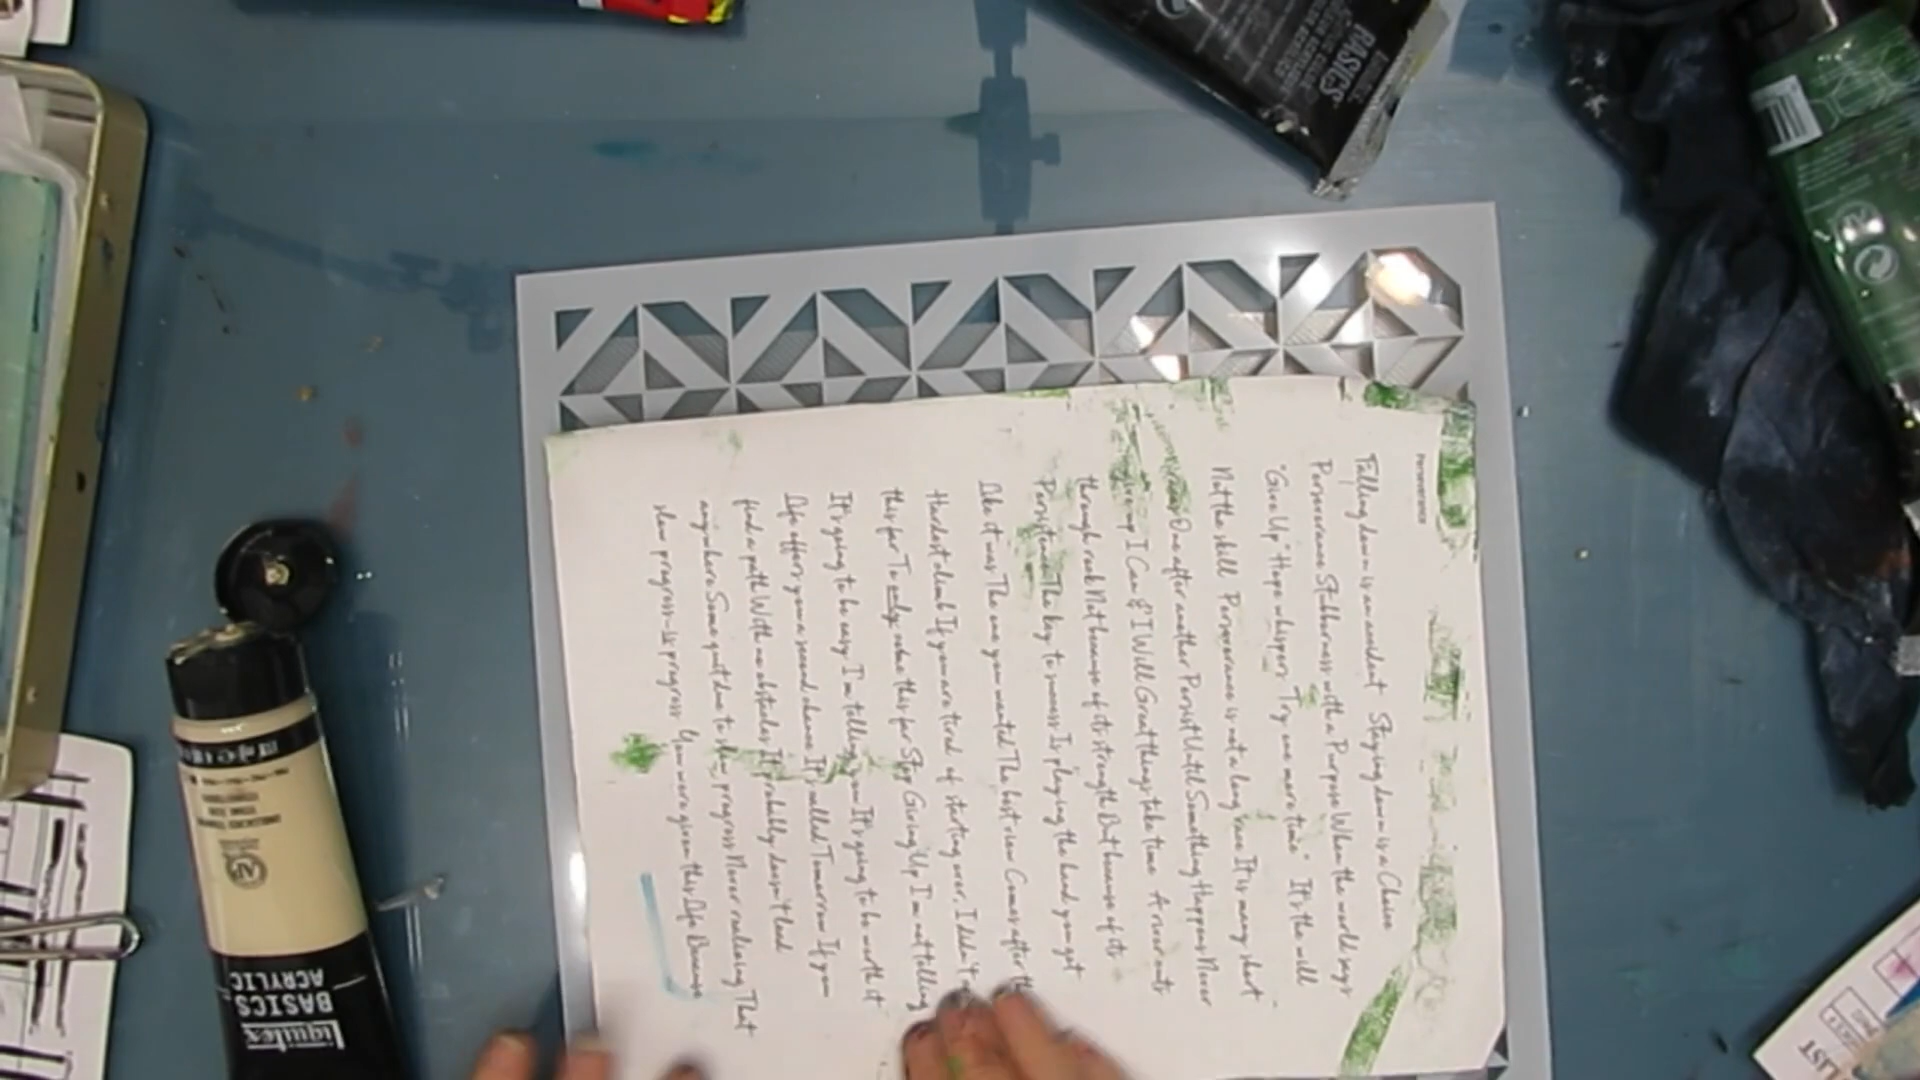 Perseverance
Falling down is an accident Staying down is a Choice
Perseverance Stubbornness with a Purpose When the world says
"Give Up" Hope whispers Try one more time" It's the will
Not the skill Perseverance is not a long race It is many short
races One after another Persist Until Something Happens Never
give up I Can & I Will Great things take time A river cuts
through rock Not because of its strength But because of its
Persistence The key to success Is playing the hand you got
like it was The one you wanted The best view Comes after the
Hardest climb If you are tired of starting over, I didn't
this far To only come this far Stop Giving Up I'm not telling
It's going to be easy I'm telling you It's going to be worth it
Life offers you a second chance It's called Tomorrow If you
find a path With no obstacles It probably doesn't lead
anywhere Some quit due to slow progress Never realizing That
slow progress is progress You were given this life Because
Liquitex
BASICS
ACRYLIC
BASICS
LIST